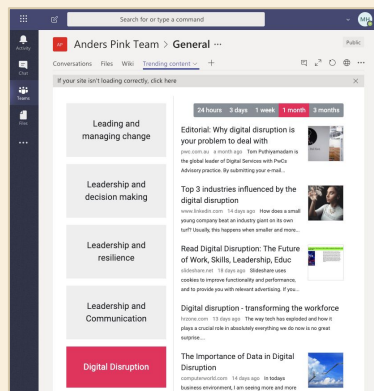 Search for or type a command
MH
Activity
Chat
Teams
Files
AP
Anders Pink Team > General ...
Public
Conversations Files Wiki Trending content +
If your site isn't loading correctly, click here
Leading and
managing change
Leadership and
decision making
Leadership and
resilience
Leadership and
Communication
Digital Disruption
24 hours 3 days 1 week 1 month 3 months
Editorial: Why digital disruption is
your problem to deal with
pwc.com.au a month ago Tom Puthiyamadam is
the global leader of Digital Services with PwCs
Advisory practice. By submitting your e-mail...
Top 3 industries influenced by the
digital disruption
www.linkedin.com 14 days ago How does a small
young company beat an industry giant on its own
turf? Usually, this happens when smaller and more...
Read Digital Disruption: The Future
of Work, Skills, Leadership, Educ
slideshare.net 18 days ago Slideshare uses
cookies to improve functionality and performance,
and to provide you with relevant advertising. If you...
Digital disruption - transforming the workforce
hrzone.com 13 days ago The way tech has exploded and how it
plays a crucial role in absolutely everything we do now is no great
surprise....
The Importance of Data in Digital
Disruption
computerworld.com 14 days ago In todays
business environment, I am seeing more and more